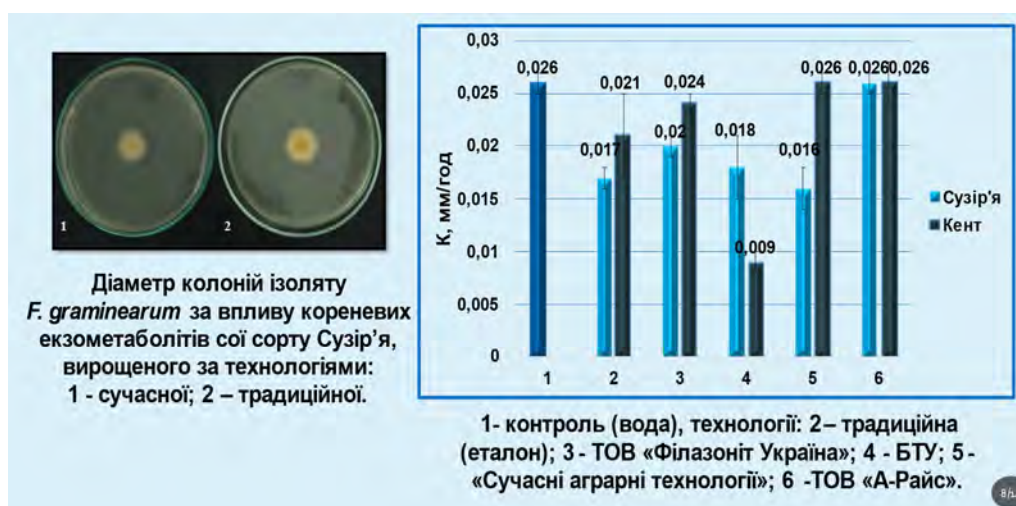 1
2
Діаметр колоній ізоляту
F. graminearum за впливу кореневих
екзометаболітів сої сорту Сузір’я,
вирощеного за технологіями:
1 - сучасної; 2 – традиційної.
К, мм/год
0,03
0,025
0,02
0,015
0,01
0,005
0
0,026
0,017
0,021
0,02
0,024
0,018
0,009
0,016
0,026
0,026
0,026
1
2
3
4
5
6
Сузір'я
Кент
1- контроль (вода), технології: 2– традиційна
(еталон); 3 - ТОВ «Філазоніт Україна»; 4 - БТУ; 5 -
«Сучасні аграрні технології»; 6 -ТОВ «А-Райс».